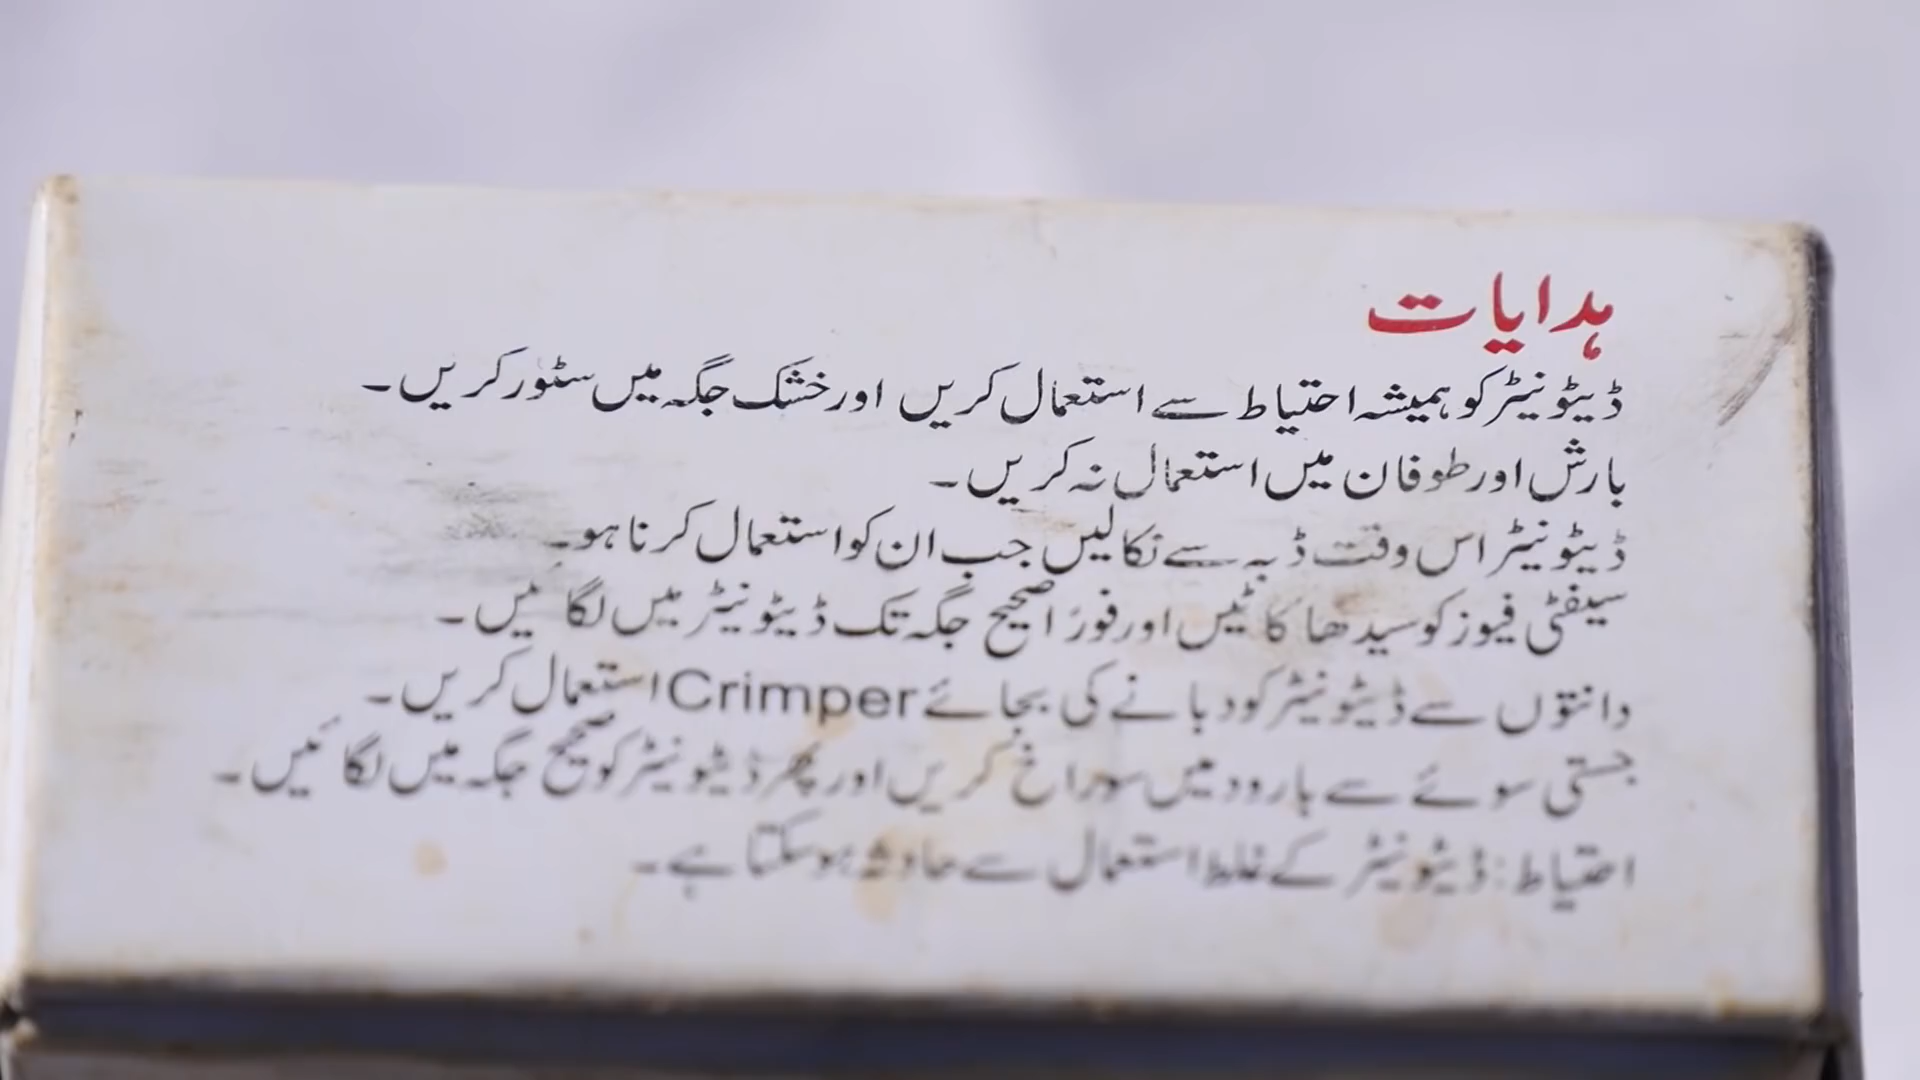 ہدایات
ڈیٹونیٹر کو ہمیشہ احتیاط سے استعمال کریں اور خشک جگہ میں سٹور کریں۔
بارش اور طوفان میں استعمال نہ کریں۔
ڈیٹونیٹر اس وقت ڈبہ سے نکالیں جب ان کو استعمال کرنا ہو۔
سیفٹی فیوز کو سیدھا کاٹیں اور فوراً صحیح جگہ تک ڈیٹونیٹر میں لگائیں۔
دانتوں سے ڈیٹونیٹر کو دبانے کی بجائے Crimper استعمال کریں۔
جستی سوئے سے بارود میں سوراخ کریں اور پھر ڈیٹونیٹر کو صحیح جگہ میں لگائیں۔
احتیاط: ڈیٹونیٹر کے غلط استعمال سے حادثہ ہو سکتا ہے۔